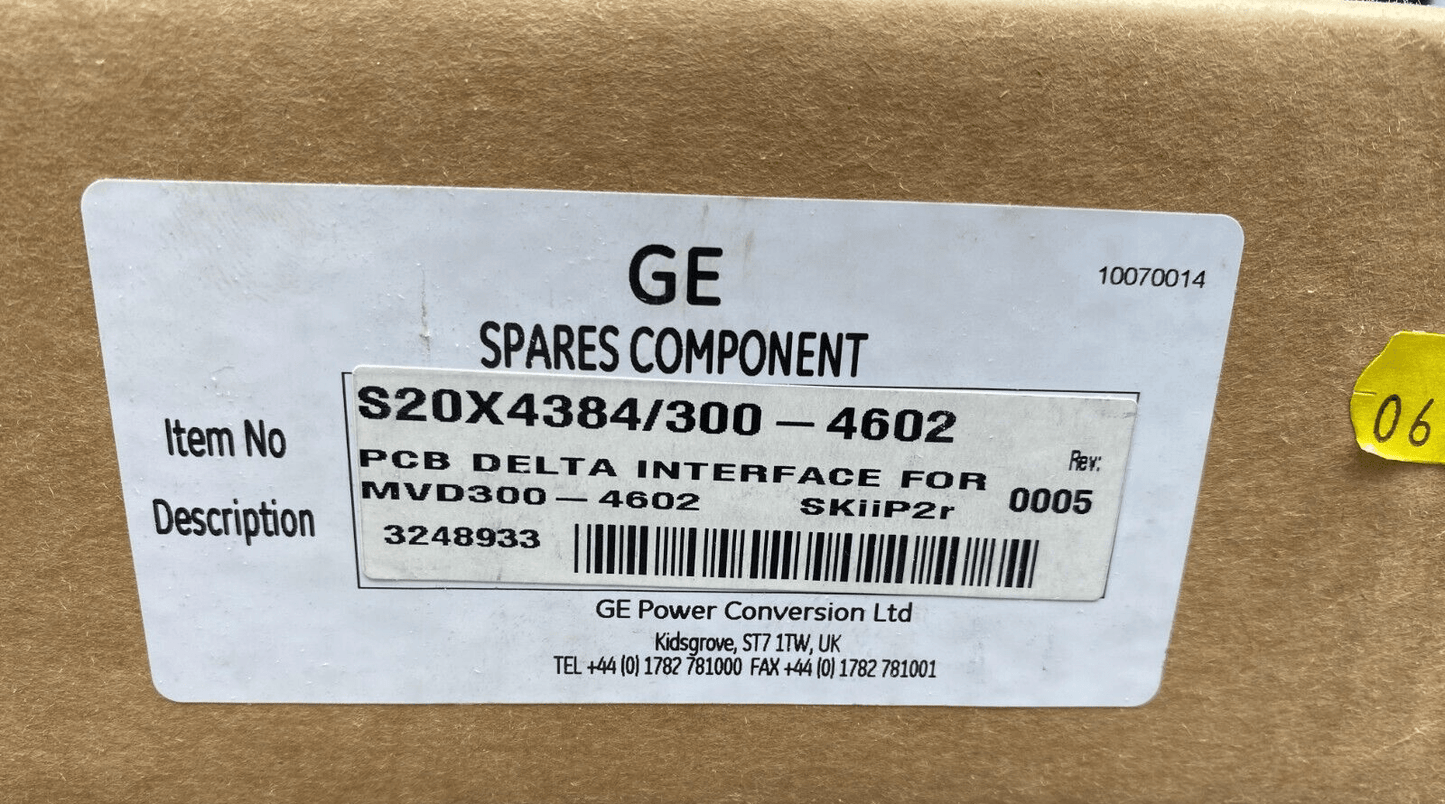 GE
10070014
SPARES COMPONENT
Item No
S20X4384/300 - 4602
Description
PCB DELTA INTERFACE FOR
Rev:
MVD300 - 4602 SKiiP2r
0005
3248933
GE Power Conversion Ltd
Kidsgrove, ST7 1TW, UK
TEL +44 (0) 1782 781000 FAX +44 (0) 1782 781001
06